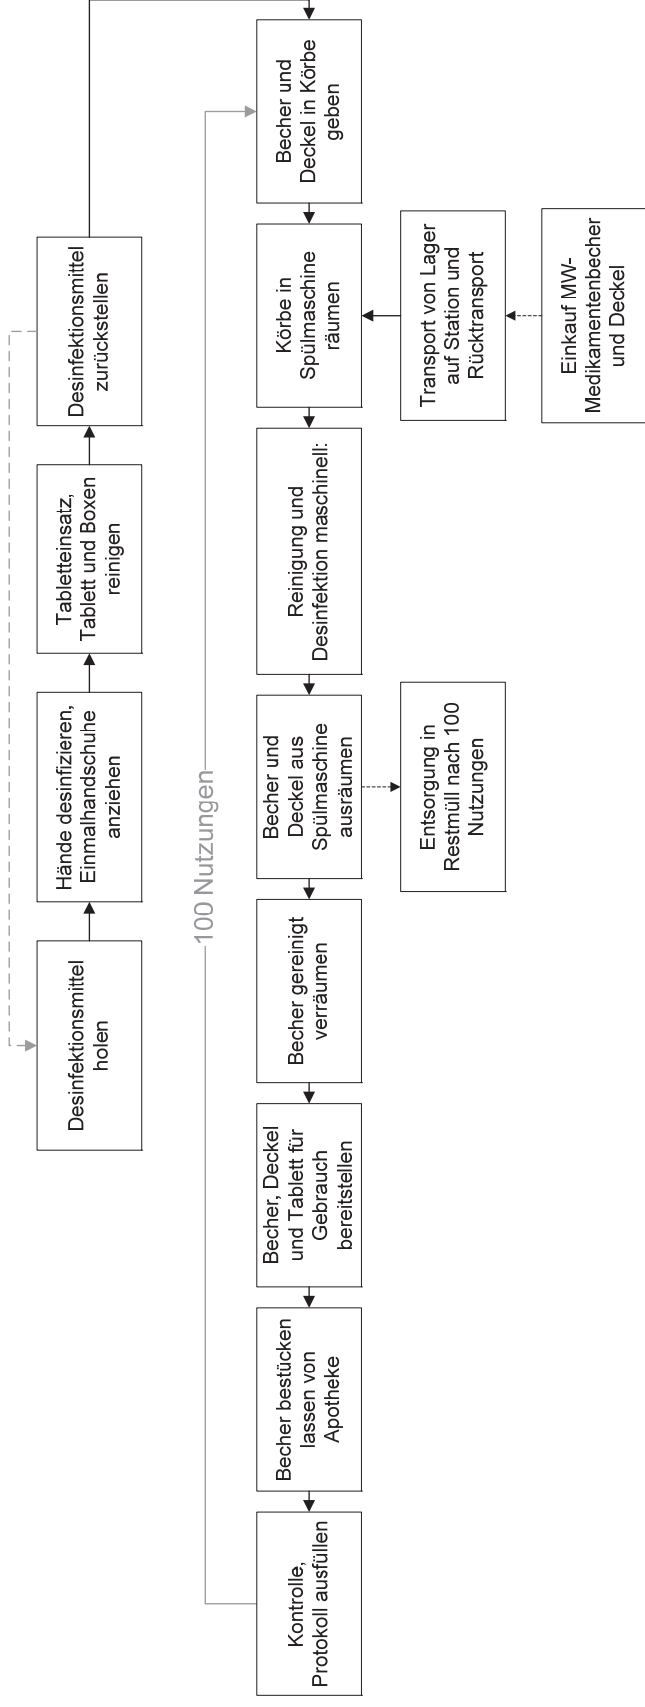 Desinfektionsmittel
holen
Hände desinfizieren,
Einmalhandschuhe
anziehen
Tabletteinsatz,
Tablett und Boxen
reinigen
Desinfektionsmittel
zurückstellen
100 Nutzungen
Becher und
Deckel in Körbe
geben
Körbe in
Spülmaschine
räumen
Reinigung und
Desinfektion maschinell:
Becher und
Deckel aus
Spülmaschine
ausräumen
Becher gereinigt
verräumen
Becher, Deckel
und Tablett für
Gebrauch
bereitstellen
Becher bestücken
lassen von
Apotheke
Kontrolle,
Protokoll ausfüllen
Transport von Lager
auf Station und
Rücktransport
Entsorgung in
Restmüll nach 100
Nutzungen
Einkauf MW-
Medikamentenbecher
und Deckel